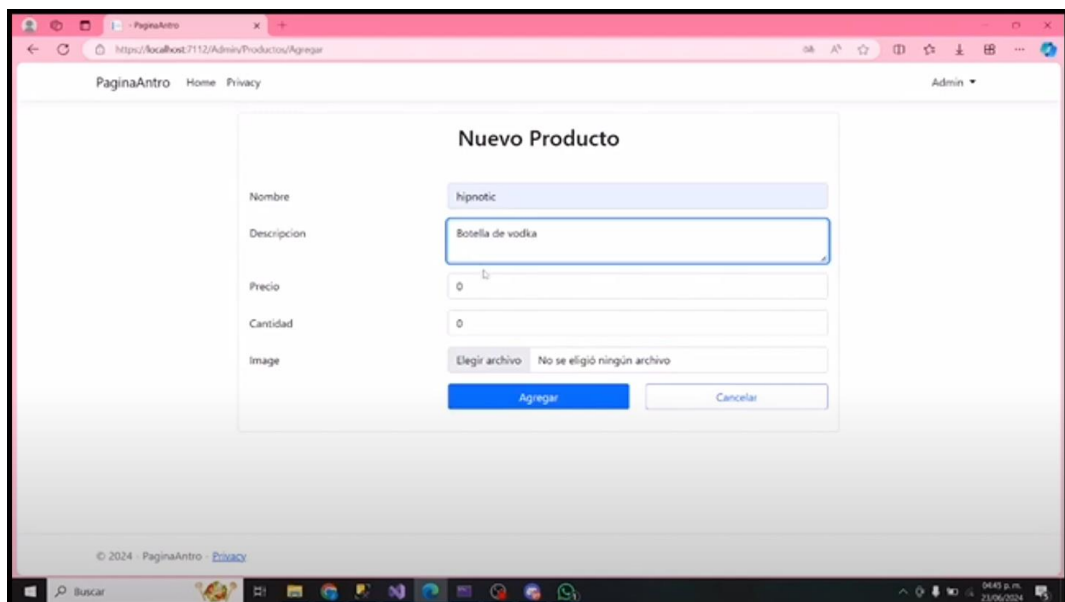 - PaginaAntro
https://localhost:7112/Admin/Productos/Agregar
PaginaAntro Home Privacy Admin
Nuevo Producto
Nombre hipnotic
Descripcion Botella de vodka
Precio 0
Cantidad 0
Image Elegir archivo No se eligió ningún archivo
Agregar Cancelar
© 2024 - PaginaAntro - Privacy
Buscar
04:45 p. m.
23/06/2024